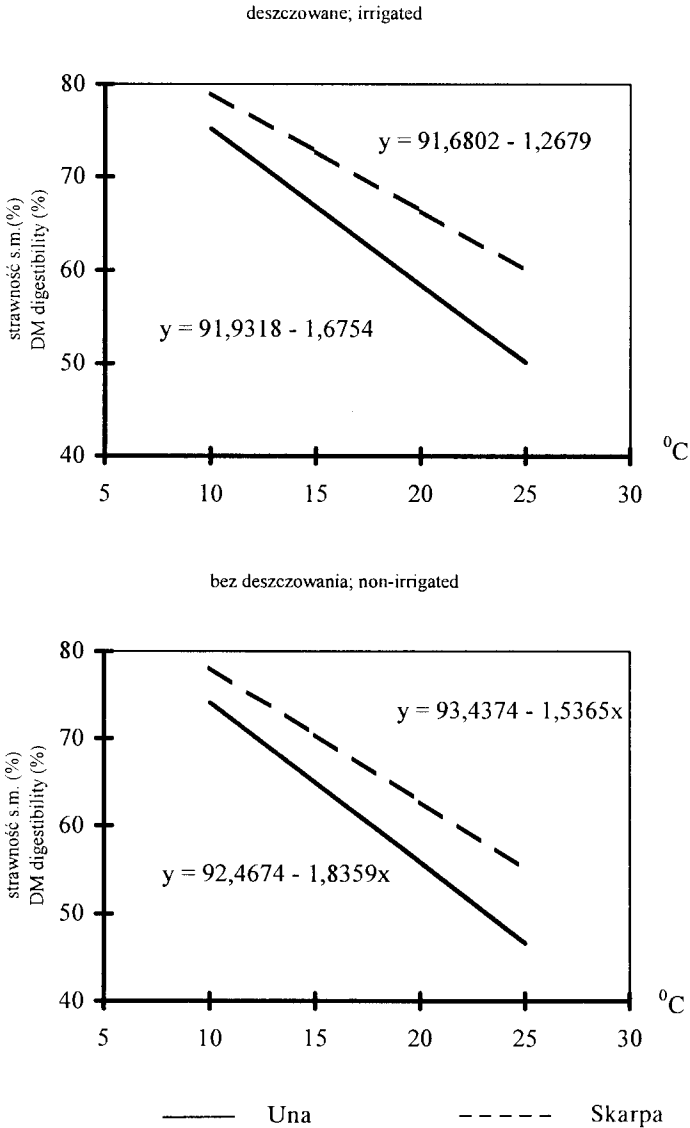 deszczowane; irrigated
80
y = 91,6802 - 1,2679
70
strawność s.m.(%)
DM digestibility (%)
60
y = 91,9318 - 1,6754
50
40
°C
5 10 15 20 25 30
bez deszczowania; non-irrigated
80
y = 93,4374 - 1,5365x
70
strawność s.m. (%)
DM digestibility (%)
60
y = 92,4674 - 1,8359x
50
40
°C
5 10 15 20 25 30
Una Skarpa